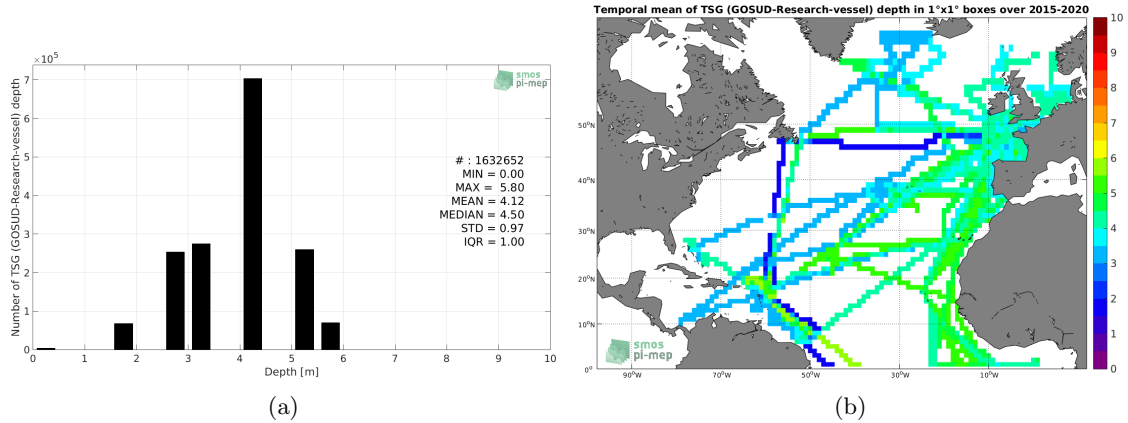 ×10⁵
7
6
5
4
3
2
1
0
Number of TSG (GOSUD-Research-vessel) depth
smos
pi-mep
# : 1632652
MIN = 0.00
MAX = 5.80
MEAN = 4.12
MEDIAN = 4.50
STD = 0.97
IQR = 1.00
0 1 2 3 4 5 6 7 8 9 10
Depth [m]
(a)
Temporal mean of TSG (GOSUD-Research-vessel) depth in 1°x1° boxes over 2015-2020
50°N
40°N
30°N
20°N
10°N
0°
90°W 70°W 50°W 30°W 10°W
smos
pi-mep
10
9
8
7
6
5
4
3
2
1
0
(b)